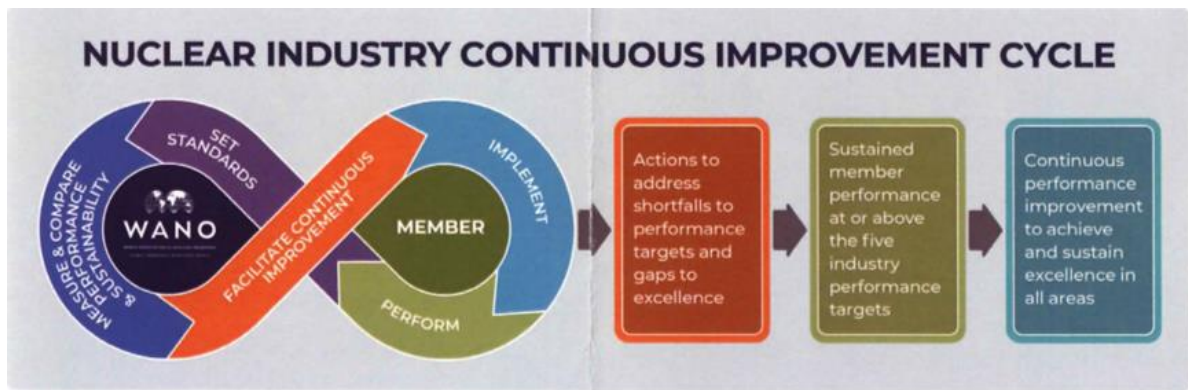 NUCLEAR INDUSTRY CONTINUOUS IMPROVEMENT CYCLE
MEASURE & COMPARE
PERFORMANCE
& SUSTAINABILITY
SET
STANDARDS
WANO
FACILITATE CONTINUOUS
IMPROVEMENT
IMPLEMENT
MEMBER
PERFORM
Actions to
address
shortfalls to
performance
targets and
gaps to
excellence
Sustained
member
performance
at or above
the five
industry
performance
targets
Continuous
performance
improvement
to achieve
and sustain
excellence in
all areas